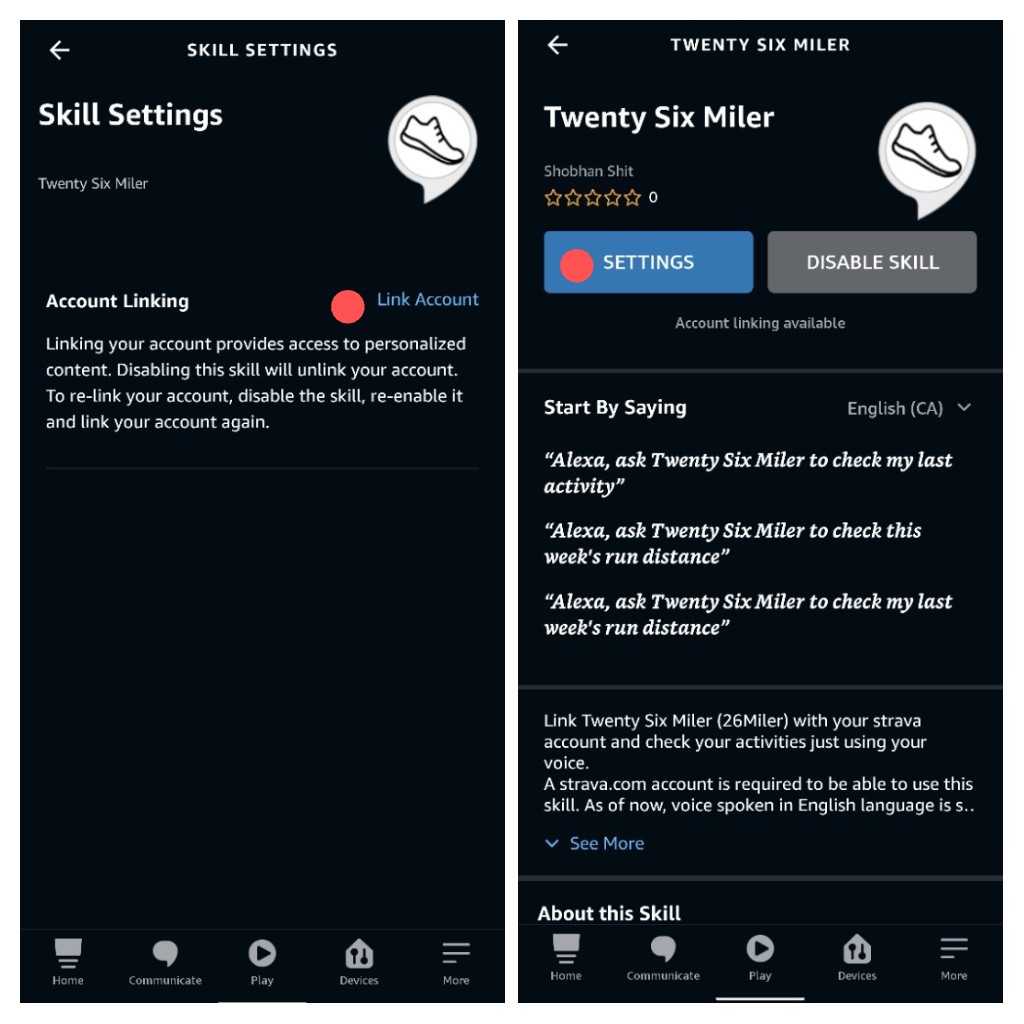 SKILL SETTINGS
Skill Settings
Twenty Six Miler
Account Linking
Link Account
Linking your account provides access to personalized
content. Disabling this skill will unlink your account.
To re-link your account, disable the skill, re-enable it
and link your account again.
Home
Communicate
Play
Devices
More
TWENTY SIX MILER
Twenty Six Miler
Shobhan Shit
0
SETTINGS
DISABLE SKILL
Account linking available
Start By Saying
English (CA)
“Alexa, ask Twenty Six Miler to check my last
activity”
“Alexa, ask Twenty Six Miler to check this
week's run distance”
“Alexa, ask Twenty Six Miler to check my last
week's run distance”
Link Twenty Six Miler (26Miler) with your strava
account and check your activities just using your
voice.
A strava.com account is required to be able to use this
skill. As of now, voice spoken in English language is s..
See More
About this Skill
Home
Communicate
Play
Devices
More